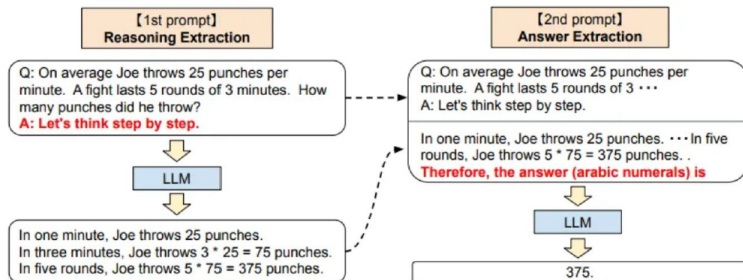 【1st prompt】
Reasoning Extraction
Q: On average Joe throws 25 punches per
minute. A fight lasts 5 rounds of 3 minutes. How
many punches did he throw?
A: Let's think step by step.
LLM
In one minute, Joe throws 25 punches.
In three minutes, Joe throws 3 * 25 = 75 punches.
In five rounds, Joe throws 5 * 75 = 375 punches.
【2nd prompt】
Answer Extraction
Q: On average Joe throws 25 punches per
minute. A fight lasts 5 rounds of 3 ···
A: Let's think step by step.
In one minute, Joe throws 25 punches. ···In five
rounds, Joe throws 5 * 75 = 375 punches. .
Therefore, the answer (arabic numerals) is
LLM
375.